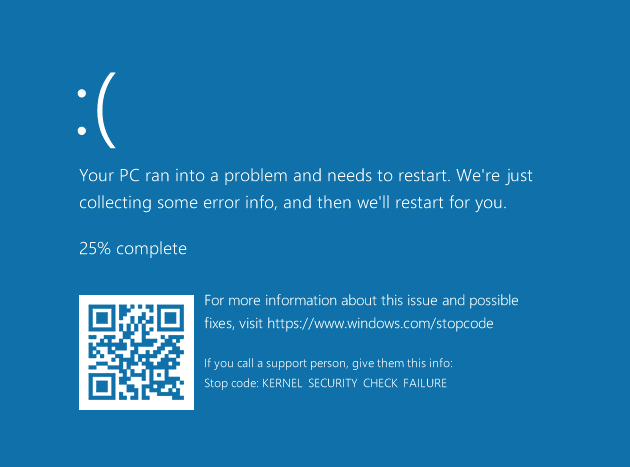 :(
Your PC ran into a problem and needs to restart. We're just
collecting some error info, and then we'll restart for you.
25% complete
For more information about this issue and possible
fixes, visit https://www.windows.com/stopcode
If you call a support person, give them this info:
Stop code: KERNEL SECURITY CHECK FAILURE